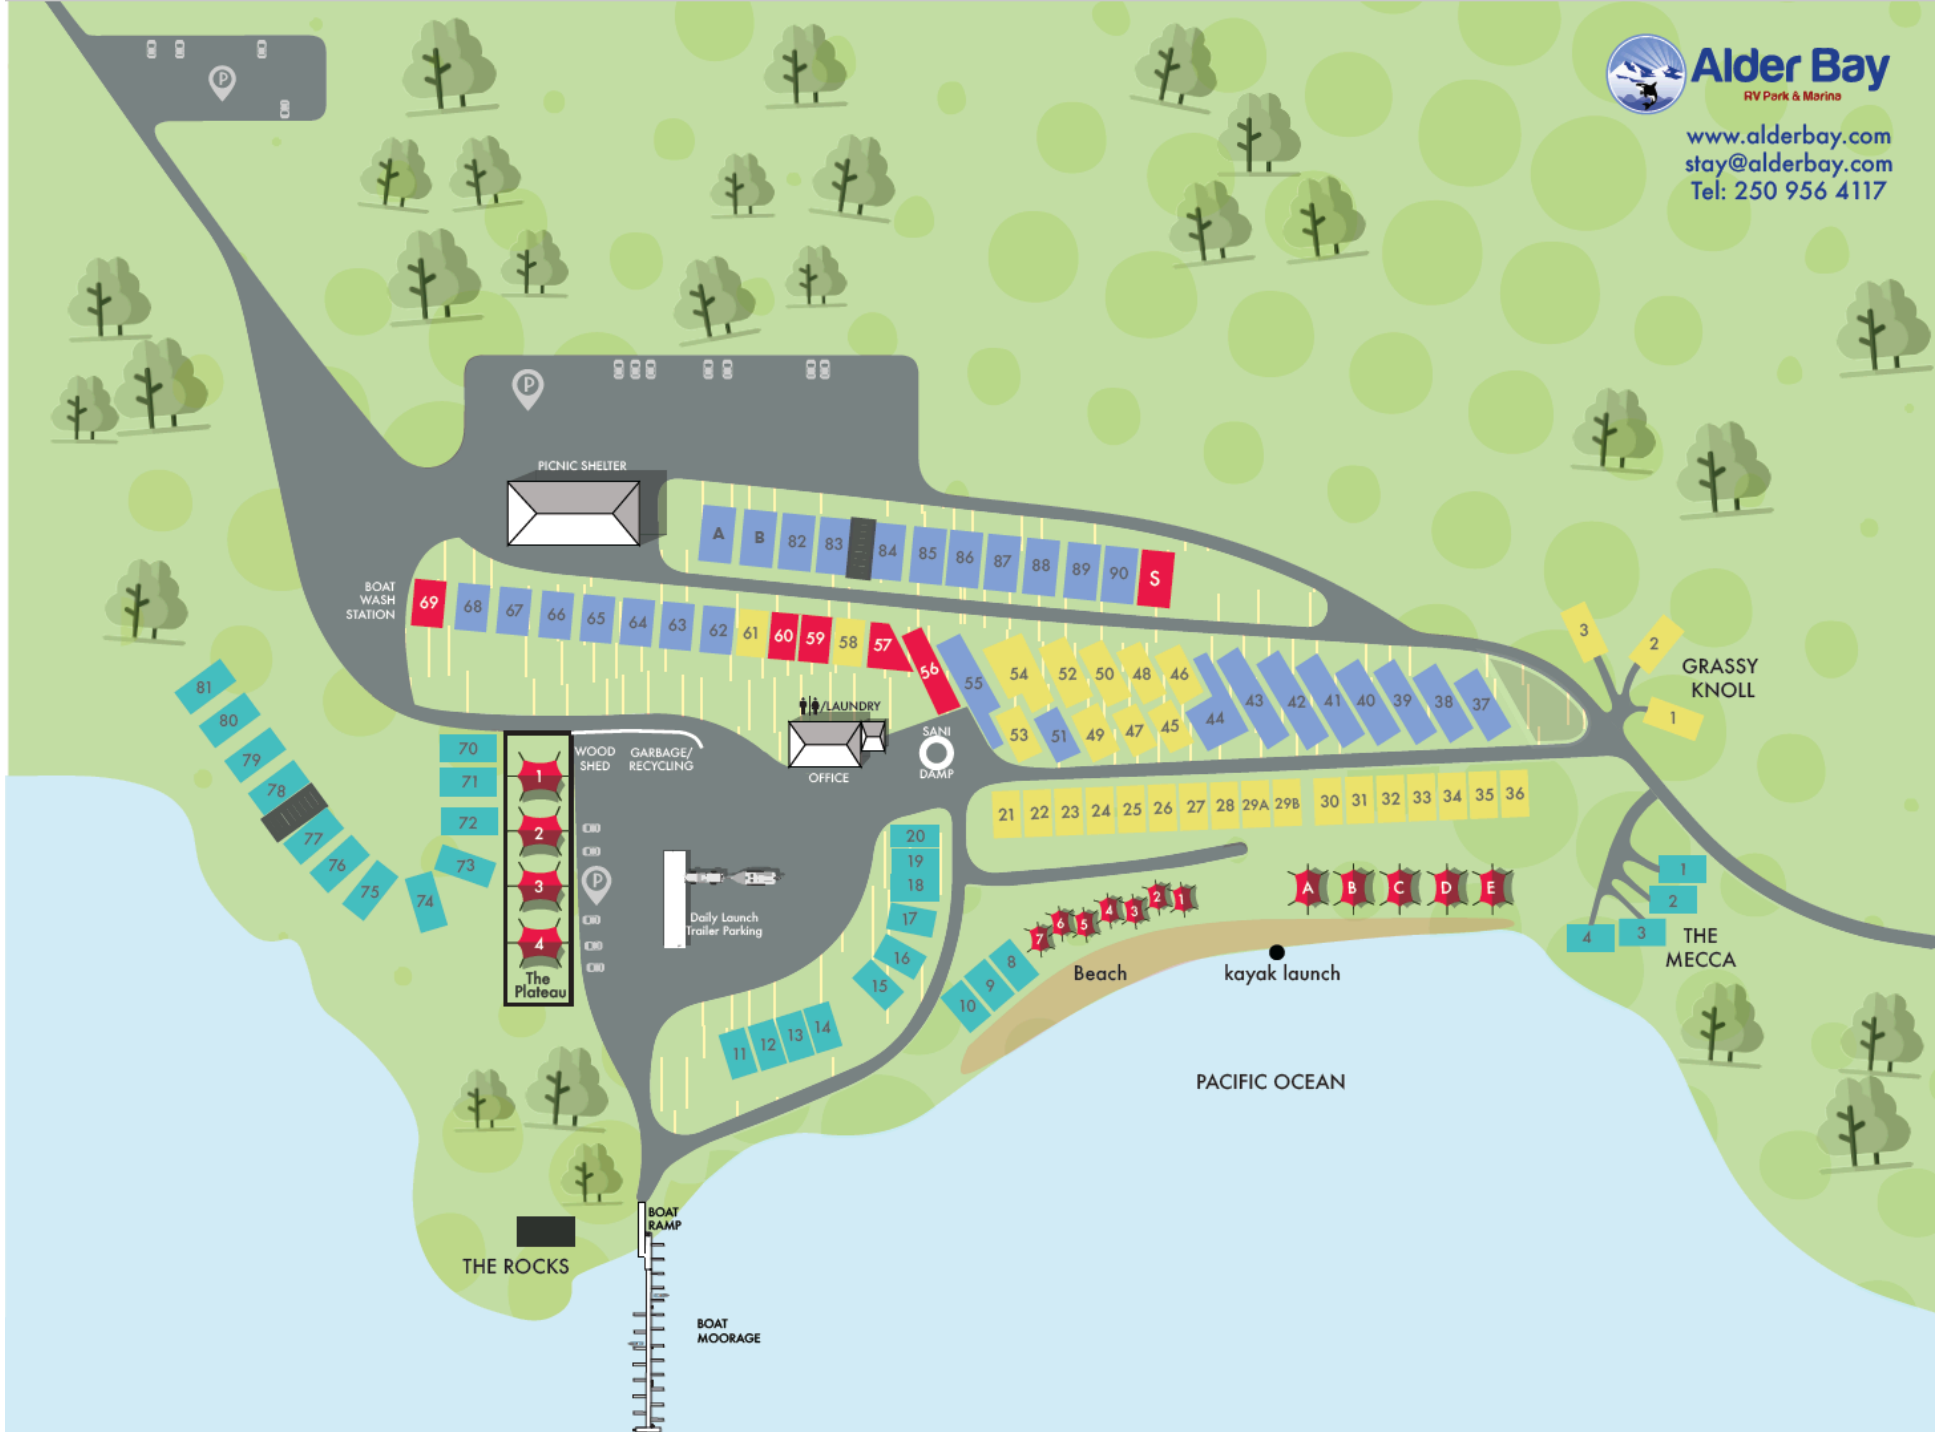 P
Alder Bay
RV Park & Marina
www.alderbay.com
stay@alderbay.com
Tel: 250 956 4117
P
PICNIC SHELTER
A
B
82
83
84
85
86
87
88
89
90
S
BOAT
WASH
STATION
69
68
67
66
65
64
63
62
61
60
59
58
57
56
55
54
52
50
48
46
53
51
49
47
45
44
43
42
41
40
39
38
37
3
2
1
GRASSY
KNOLL
/LAUNDRY
OFFICE
SANI
DAMP
WOOD
SHED
GARBAGE/
RECYCLING
81
80
79
78
77
76
75
74
73
72
71
70
1
2
3
4
The
Plateau
P
Daily Launch
Trailer Parking
21
22
23
24
25
26
27
28
29A
29B
30
31
32
33
34
35
36
20
19
18
17
16
15
14
13
12
11
10
9
8
7
6
5
4
3
2
1
A
B
C
D
E
Beach
kayak launch
1
2
3
4
THE
MECCA
PACIFIC OCEAN
THE ROCKS
BOAT
RAMP
BOAT
MOORAGE